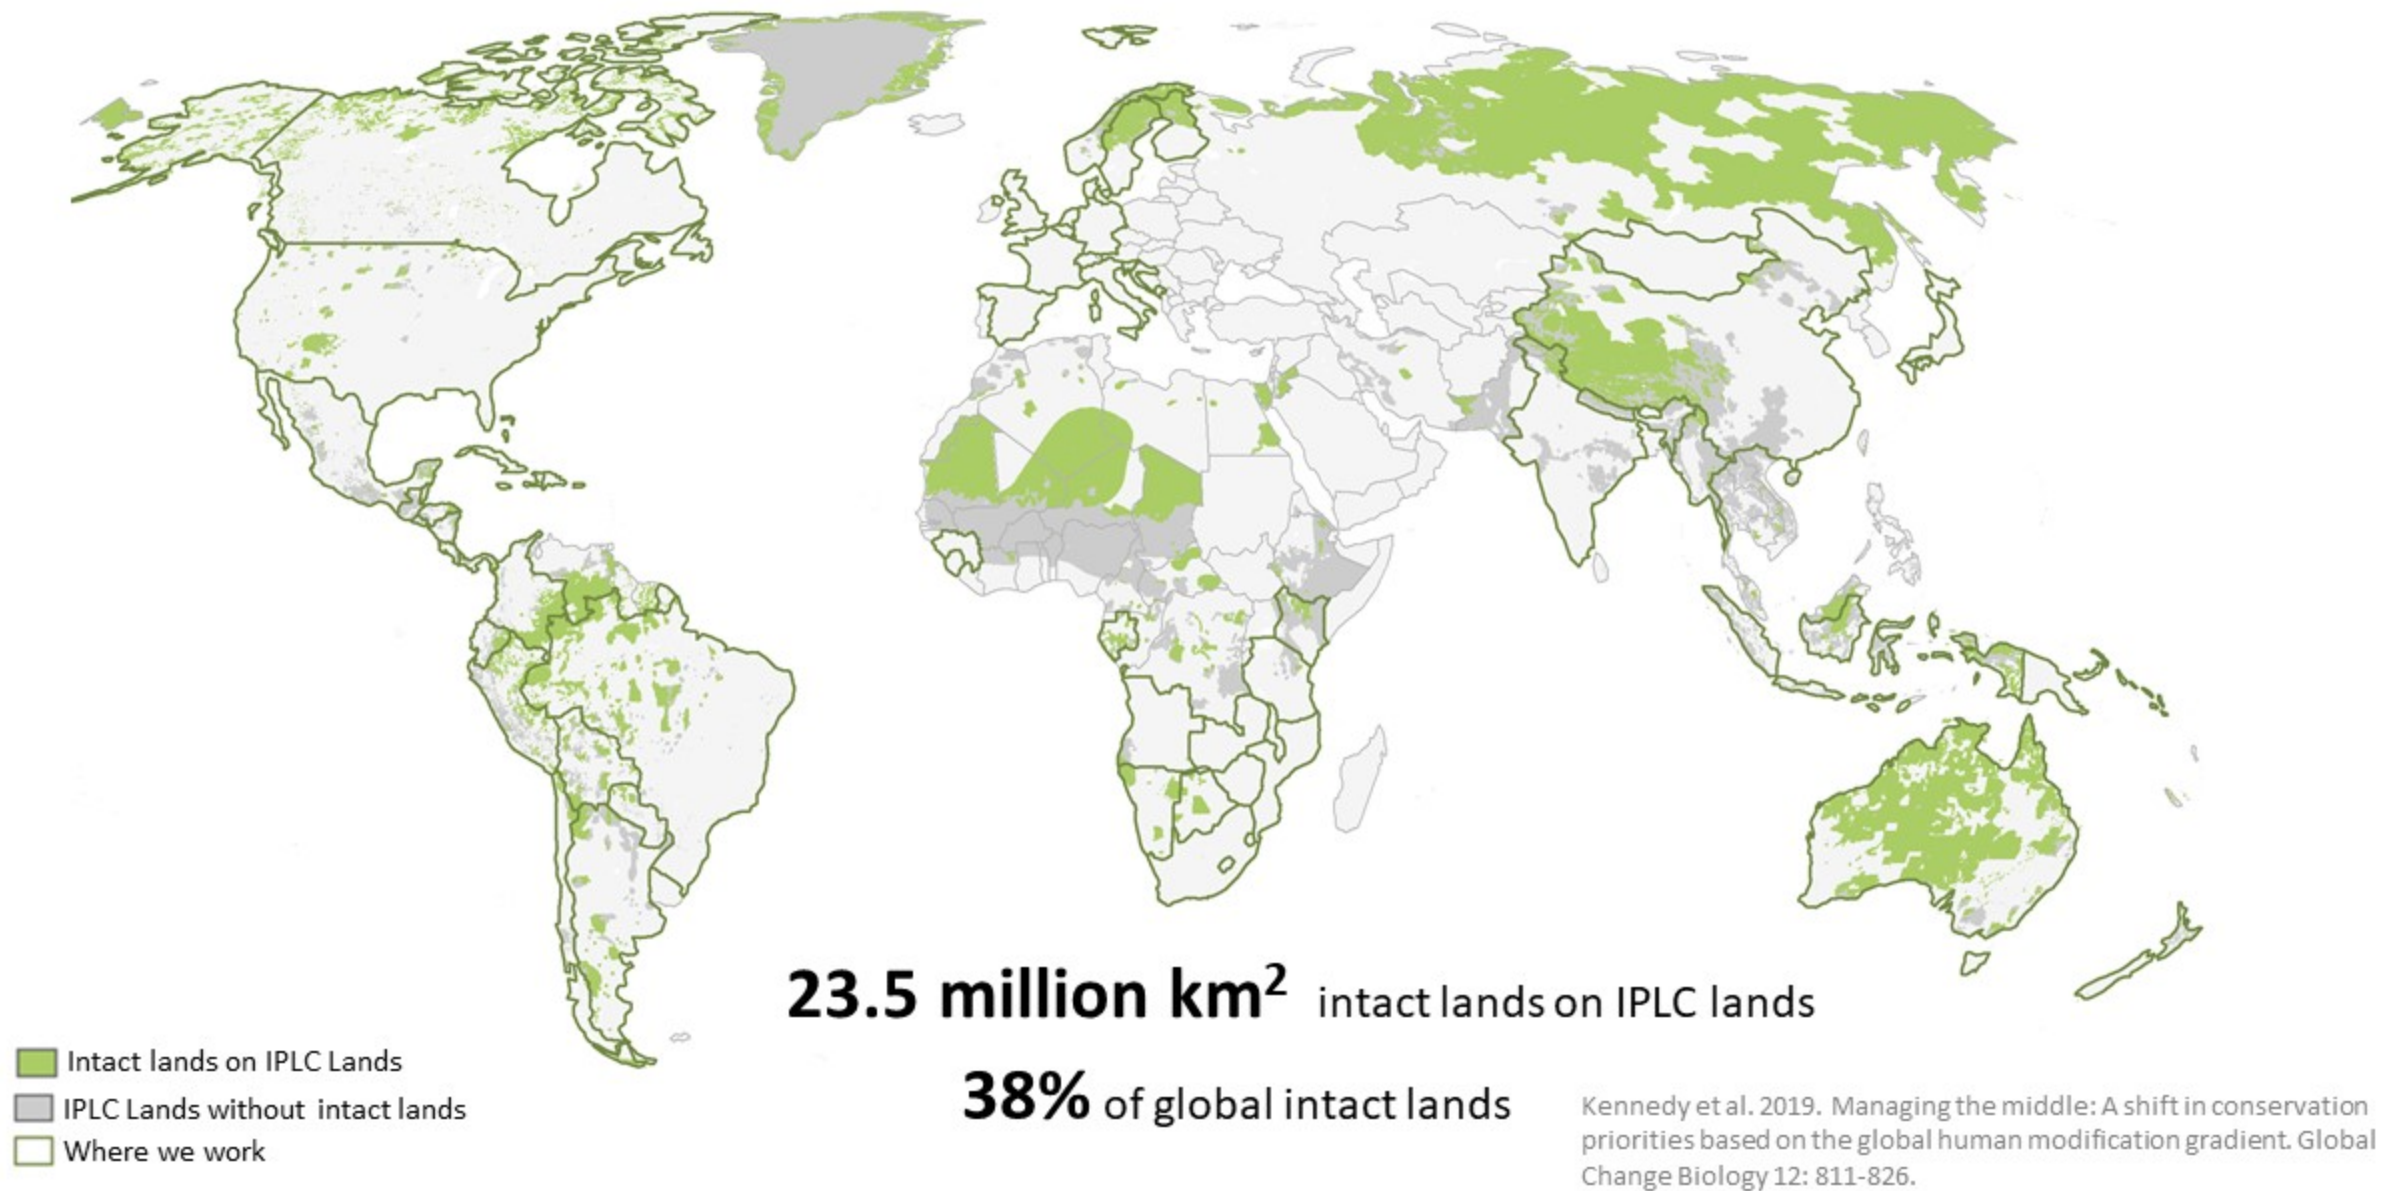 23.5 million km² intact lands on IPLC lands
38% of global intact lands
Intact lands on IPLC Lands
IPLC Lands without intact lands
Where we work
Kennedy et al. 2019. Managing the middle: A shift in conservation
priorities based on the global human modification gradient. Global
Change Biology 12: 811-826.